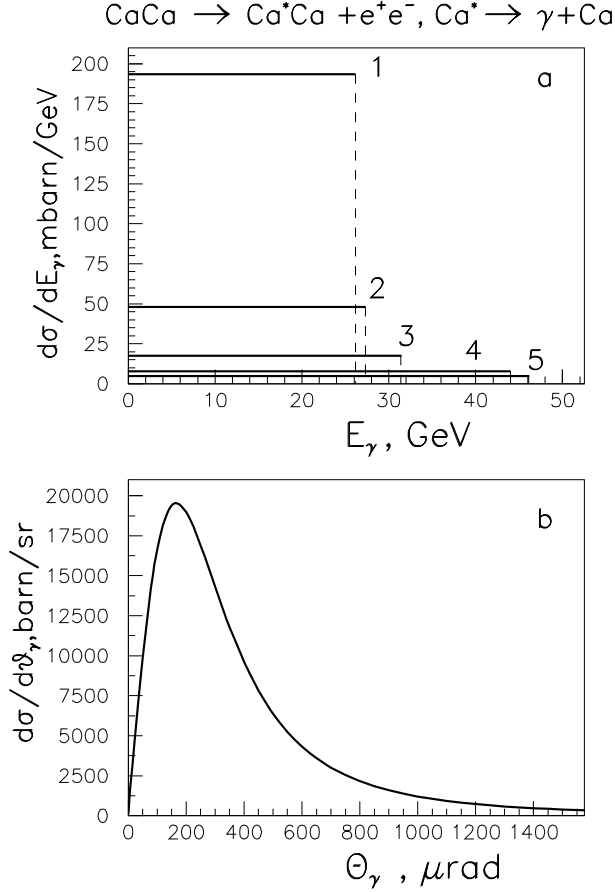 CaCa → Ca*Ca +e⁺e⁻, Ca* → γ+Ca
a
dσ/dEγ, mbarn/GeV
200
175
150
125
100
75
50
25
0
1
2
3
4
5
0 10 20 30 40 50
Eγ , GeV
b
dσ/dϑγ, barn/sr
20000
17500
15000
12500
10000
7500
5000
2500
0
0 200 400 600 800 1000 1200 1400
Θγ , μrad